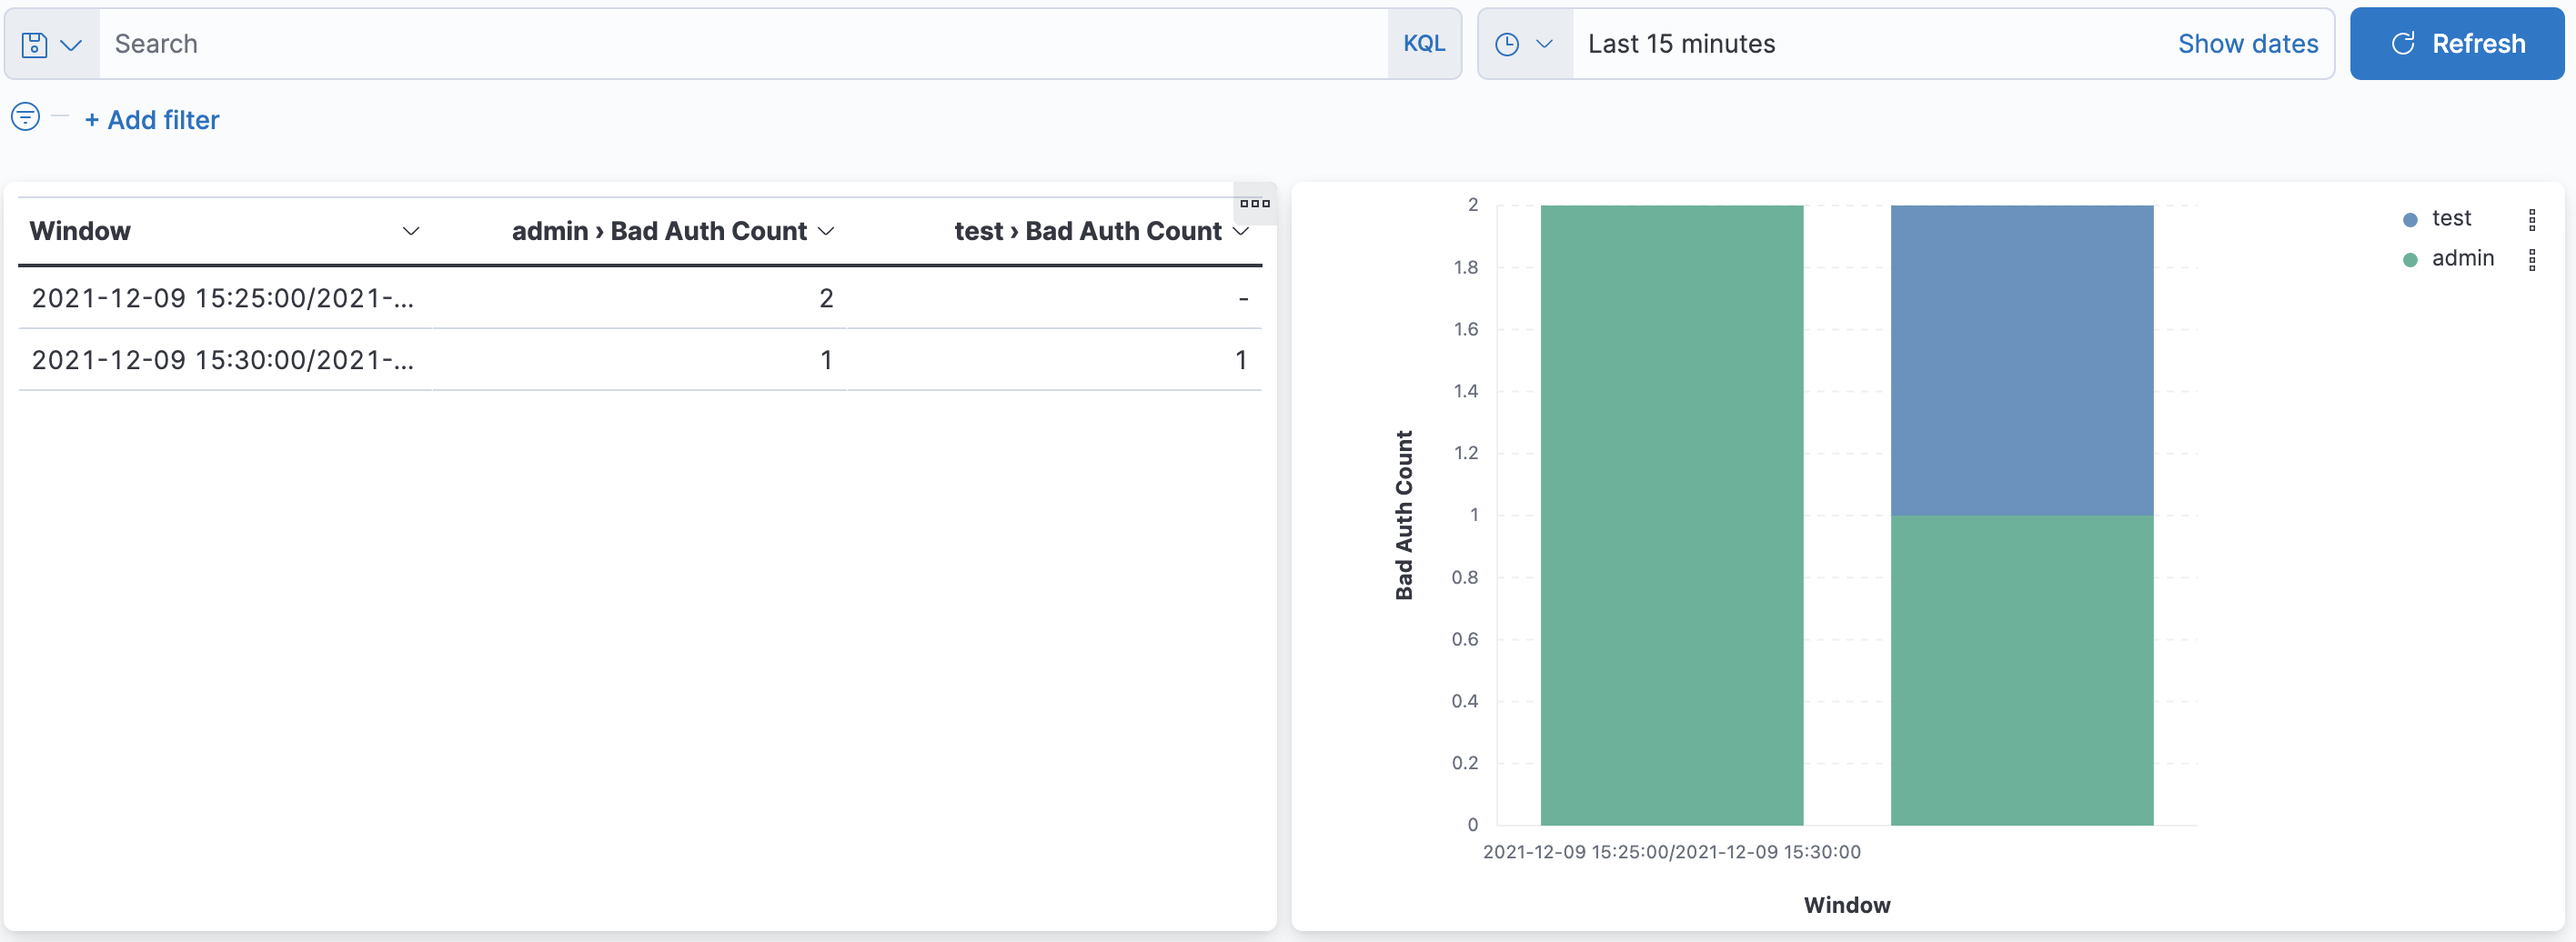 Search KQL Last 15 minutes Show dates Refresh
+ Add filter
Window admin › Bad Auth Count test › Bad Auth Count
2021-12-09 15:25:00/2021-... 2 -
2021-12-09 15:30:00/2021-... 1 1
2
1.8
1.6
1.4
1.2
1
0.8
0.6
0.4
0.2
0
Bad Auth Count
2021-12-09 15:25:00/2021-12-09 15:30:00
Window
test
admin